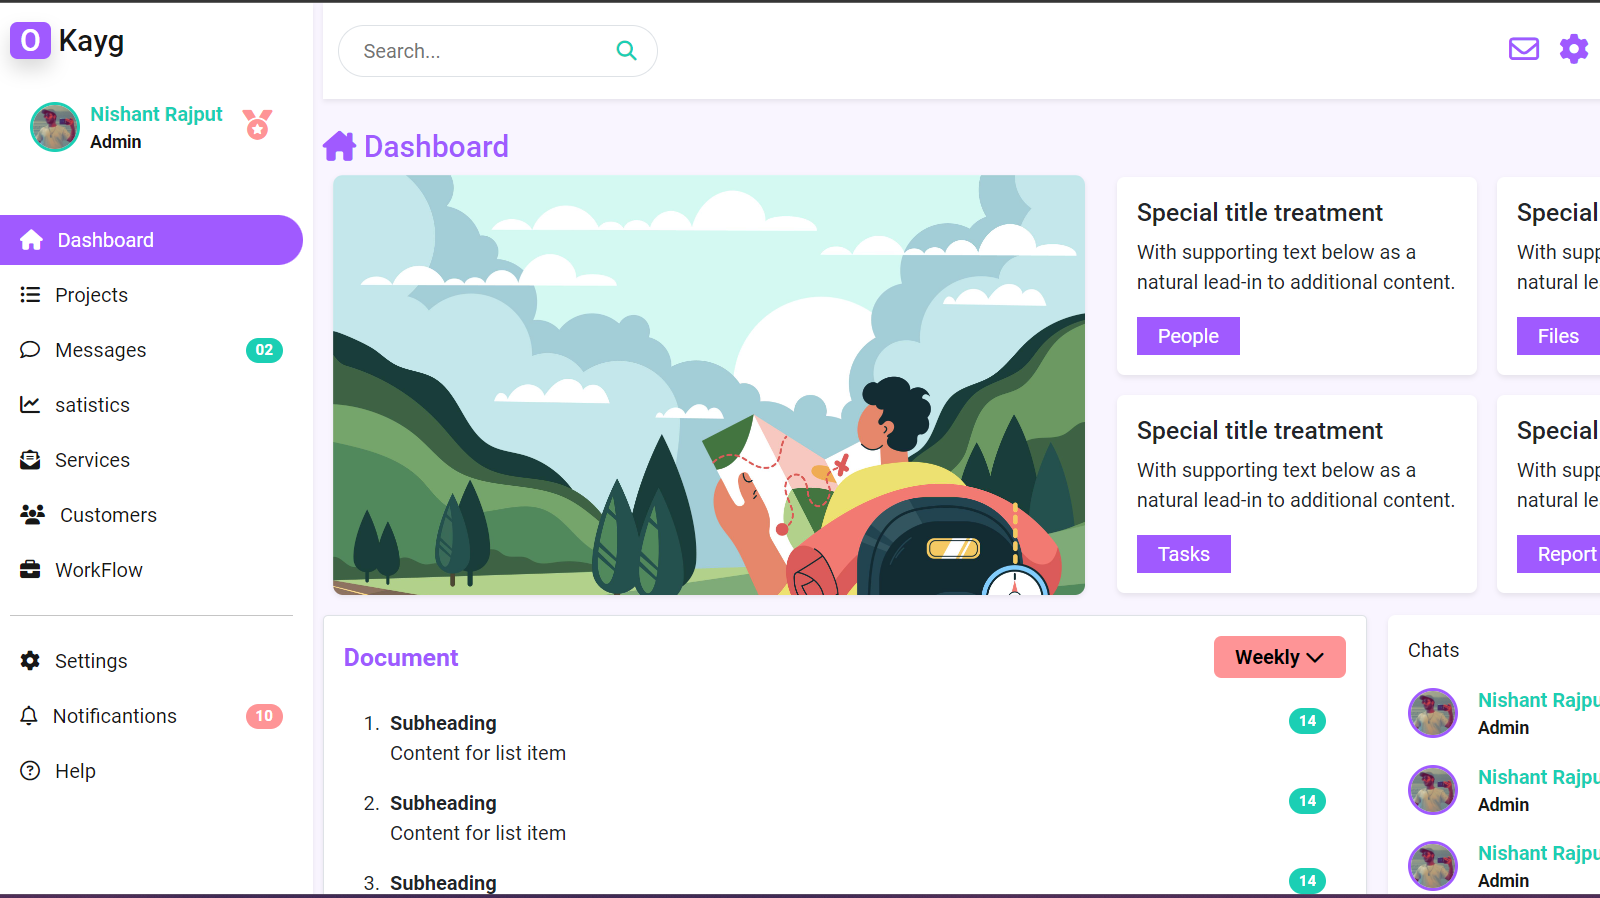 O Kayg
Search...
Nishant Rajput
Admin
Dashboard
Projects
Messages 02
satistics
Services
Customers
WorkFlow
Settings
Notificantions 10
Help
Dashboard
Special title treatment
With supporting text below as a
natural lead-in to additional content.
People
Special
With supp
natural le
Files
Special title treatment
With supporting text below as a
natural lead-in to additional content.
Tasks
Special
With supp
natural le
Report
Document
Weekly
1. Subheading 14
Content for list item
2. Subheading 14
Content for list item
3. Subheading 14
Chats
Nishant Rajpu
Admin
Nishant Rajpu
Admin
Nishant Rajpu
Admin